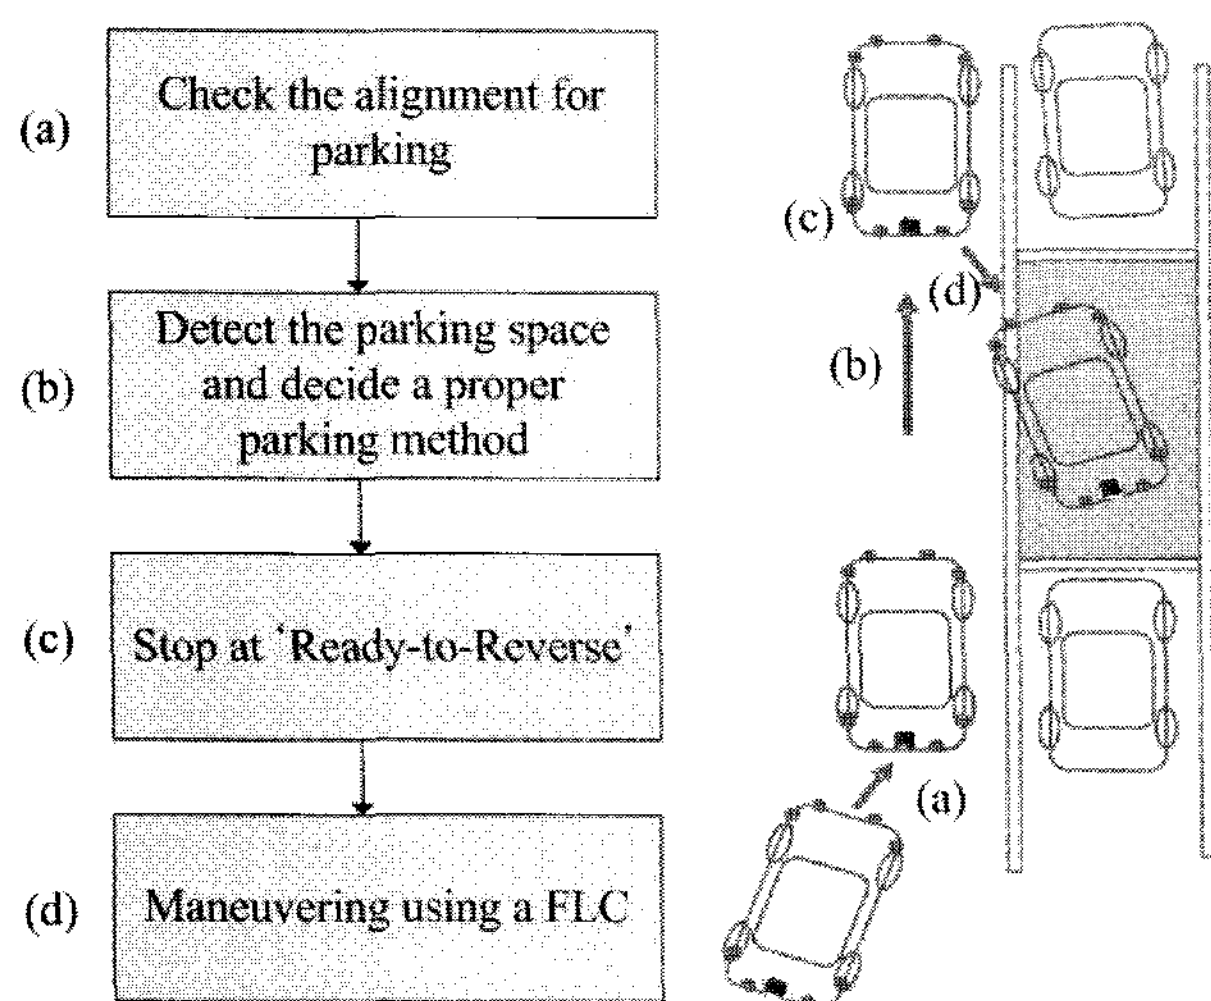 (a)
Check the alignment for
parking
(b)
Detect the parking space
and decide a proper
parking method
(c)
Stop at 'Ready-to-Reverse'
(d)
Maneuvering using a FLC
(c)
(d)
(b)
(a)